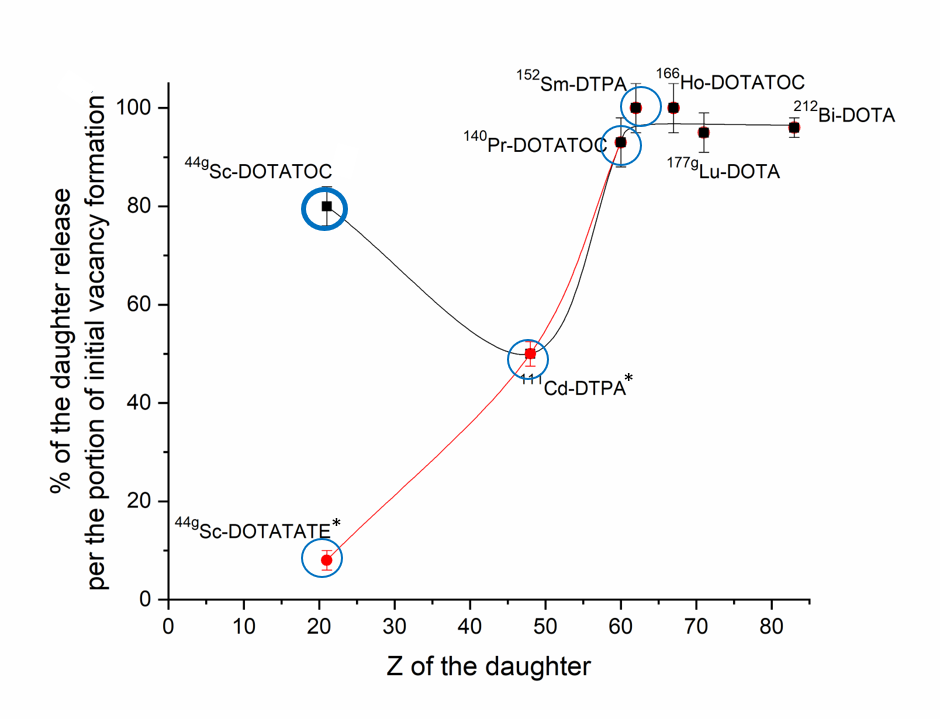 % of the daughter release
per the portion of initial vacancy formation
100
80
60
40
20
0
¹⁵²Sm-DTPA
¹⁶⁶Ho-DOTATOC
²¹²Bi-DOTA
¹⁴⁰Pr-DOTATOC
¹⁷⁷ᵍLu-DOTA
⁴⁴ᵍSc-DOTATOC
¹¹¹Cd-DTPA*
⁴⁴ᵍSc-DOTATATE*
0 10 20 30 40 50 60 70 80
Z of the daughter